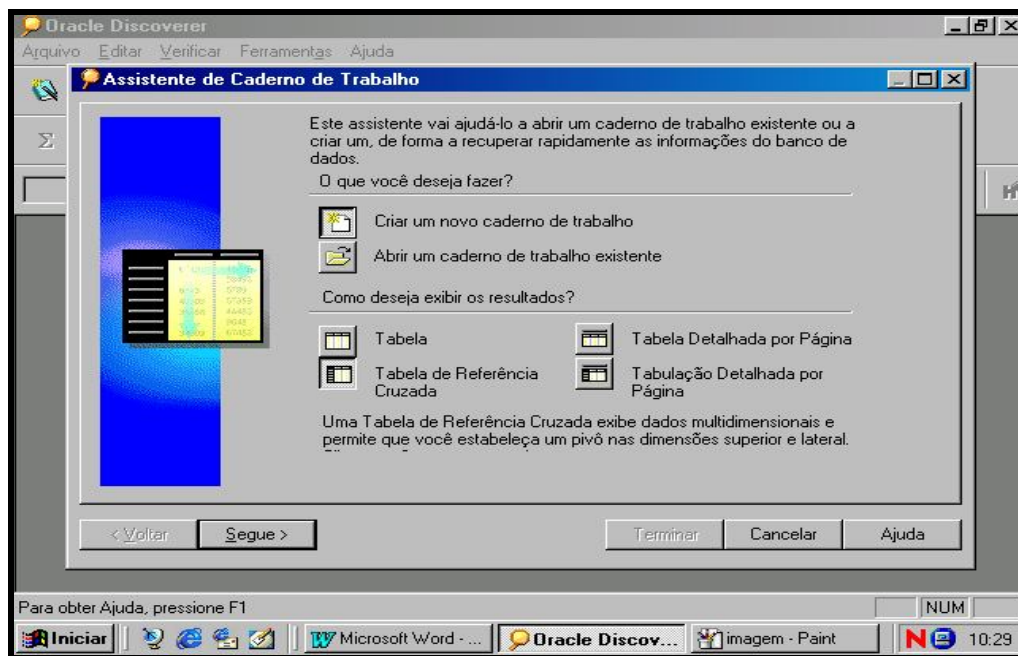 Oracle Discoverer
Arquivo Editar Verificar Ferramentas Ajuda
Assistente de Caderno de Trabalho
Este assistente vai ajudá-lo a abrir um caderno de trabalho existente ou a
criar um, de forma a recuperar rapidamente as informações do banco de
dados.
O que você deseja fazer?
Criar um novo caderno de trabalho
Abrir um caderno de trabalho existente
Como deseja exibir os resultados?
Tabela
Tabela Detalhada por Página
Tabela de Referência
Cruzada
Tabulação Detalhada por
Página
Uma Tabela de Referência Cruzada exibe dados multidimensionais e
permite que você estabeleça um pivô nas dimensões superior e lateral.
< Voltar Segue > Terminar Cancelar Ajuda
Para obter Ajuda, pressione F1 NUM
Iniciar Microsoft Word - ... Oracle Discov... imagem - Paint N 10:29